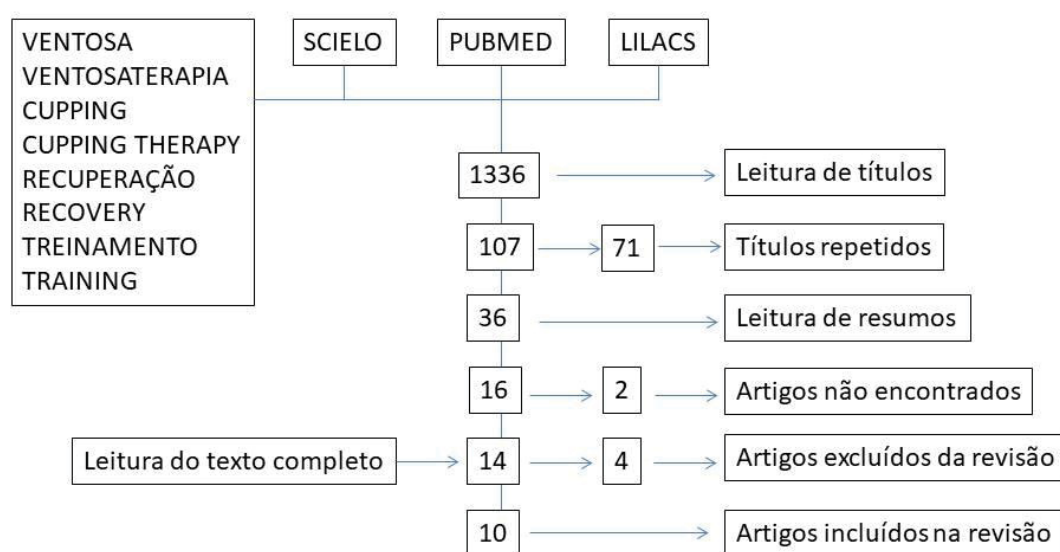 VENTOSA
VENTOSATERAPIA
CUPPING
CUPPING THERAPY
RECUPERAÇÃO
RECOVERY
TREINAMENTO
TRAINING
SCIELO
PUBMED
LILACS
1336
Leitura de títulos
107
71
Títulos repetidos
36
Leitura de resumos
16
2
Artigos não encontrados
Leitura do texto completo
14
4
Artigos excluídos da revisão
10
Artigos incluídos na revisão